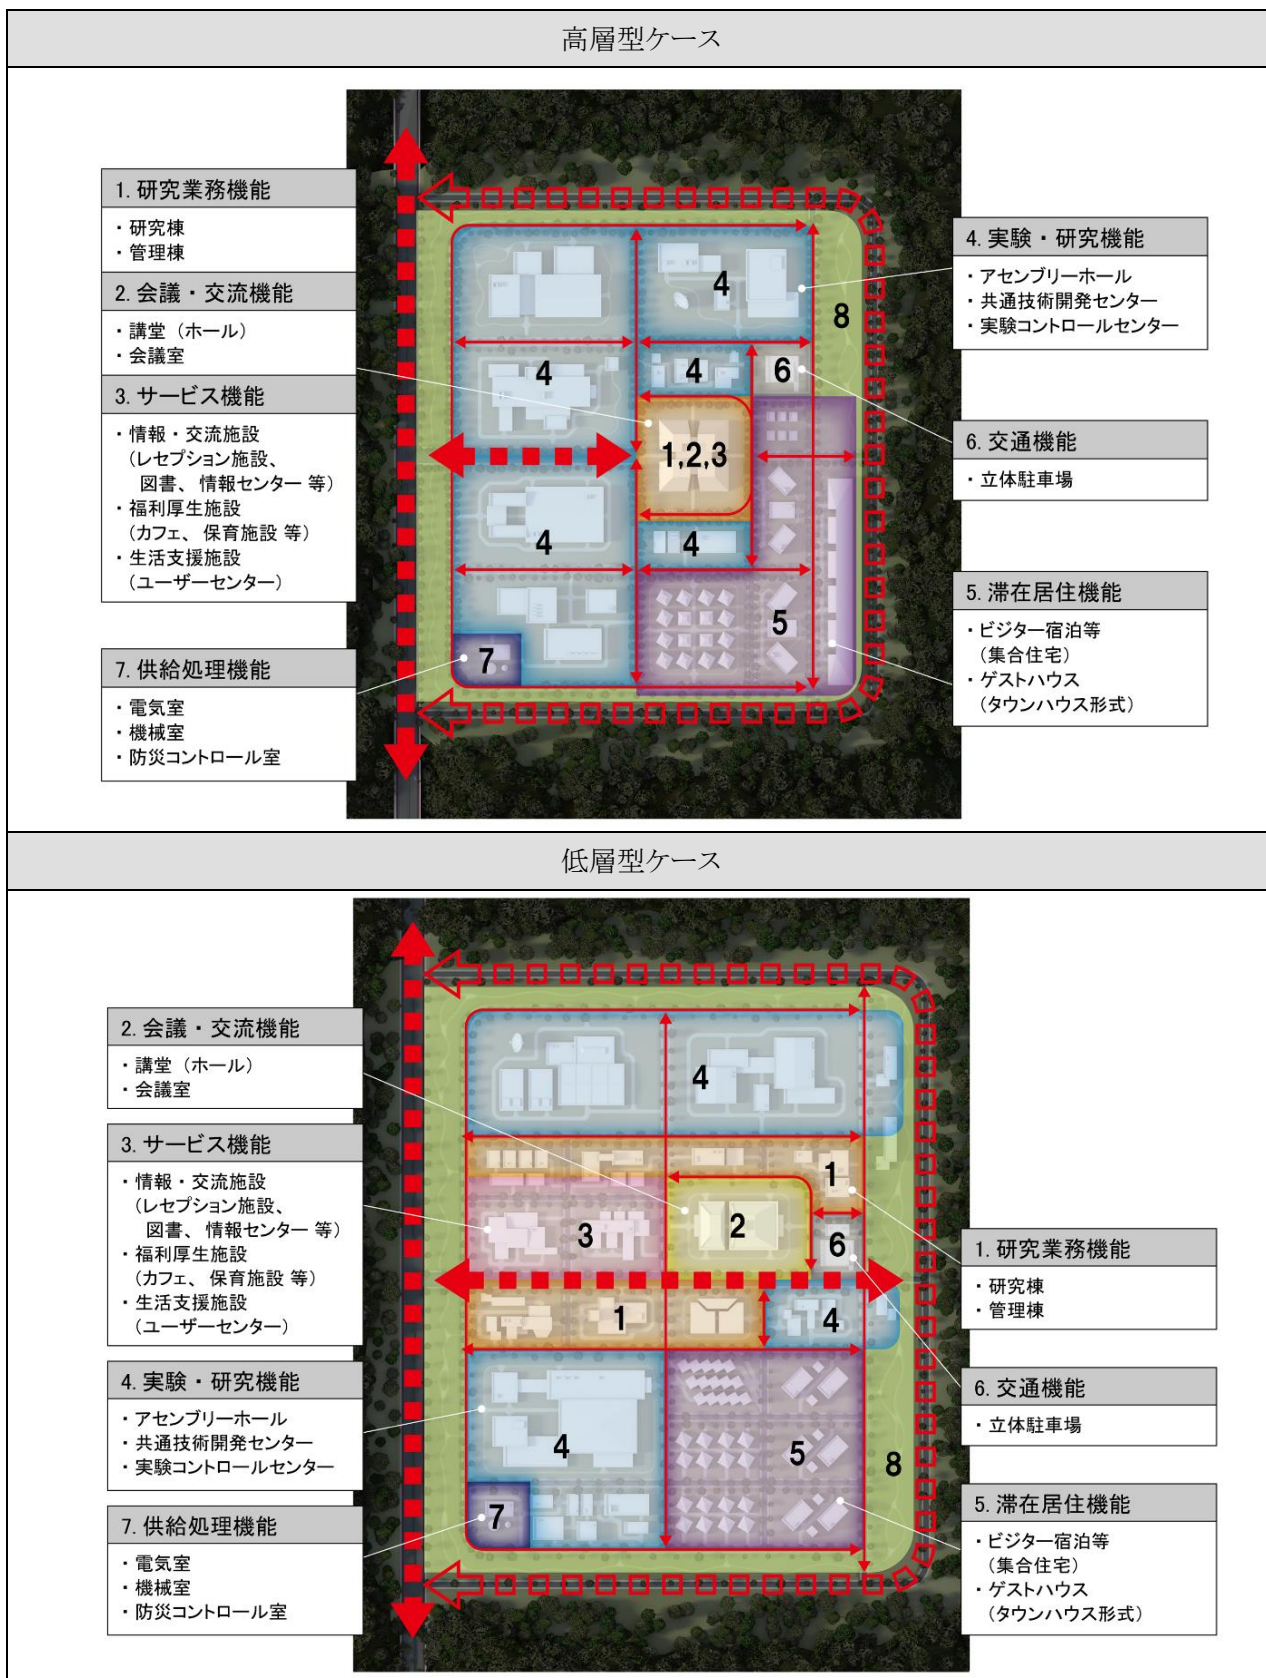 高層型ケース
1. 研究業務機能
・研究棟
・管理棟
2. 会議・交流機能
・講堂（ホール）
・会議室
3. サービス機能
・情報・交流施設
（レセプション施設、
図書、情報センター 等）
・福利厚生施設
（カフェ、保育施設 等）
・生活支援施設
（ユーザーセンター）
7. 供給処理機能
・電気室
・機械室
・防災コントロール室
4
8
4
4
6
1,2,3
4
4
5
7
4. 実験・研究機能
・アセンブリーホール
・共通技術開発センター
・実験コントロールセンター
6. 交通機能
・立体駐車場
5. 滞在居住機能
・ビジター宿泊等
（集合住宅）
・ゲストハウス
（タウンハウス形式）
低層型ケース
2. 会議・交流機能
・講堂（ホール）
・会議室
3. サービス機能
・情報・交流施設
（レセプション施設、
図書、情報センター 等）
・福利厚生施設
（カフェ、保育施設 等）
・生活支援施設
（ユーザーセンター）
4. 実験・研究機能
・アセンブリーホール
・共通技術開発センター
・実験コントロールセンター
7. 供給処理機能
・電気室
・機械室
・防災コントロール室
4
1
3
2
6
1
4
4
5
8
7
1. 研究業務機能
・研究棟
・管理棟
6. 交通機能
・立体駐車場
5. 滞在居住機能
・ビジター宿泊等
（集合住宅）
・ゲストハウス
（タウンハウス形式）